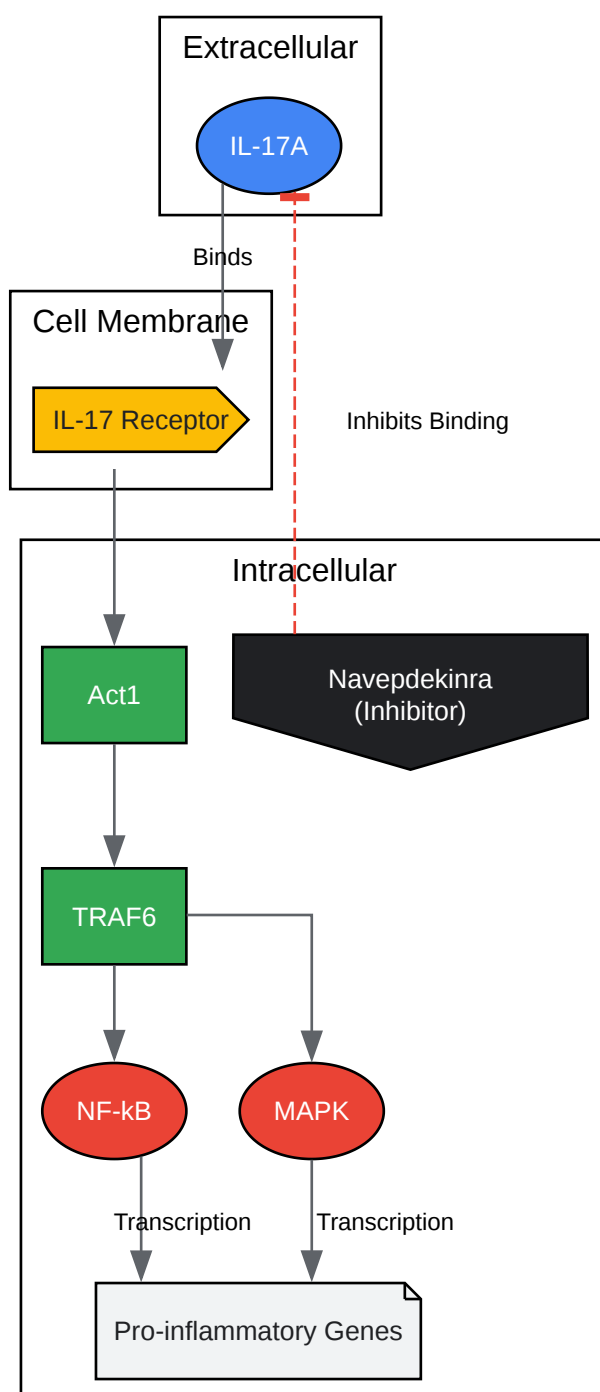 Extracellular
IL-17A
Binds
Cell Membrane
IL-17 Receptor
Inhibits Binding
Intracellular
Act1
Navepdekinra
(Inhibitor)
TRAF6
NF-kB
MAPK
Transcription
Transcription
Pro-inflammatory Genes